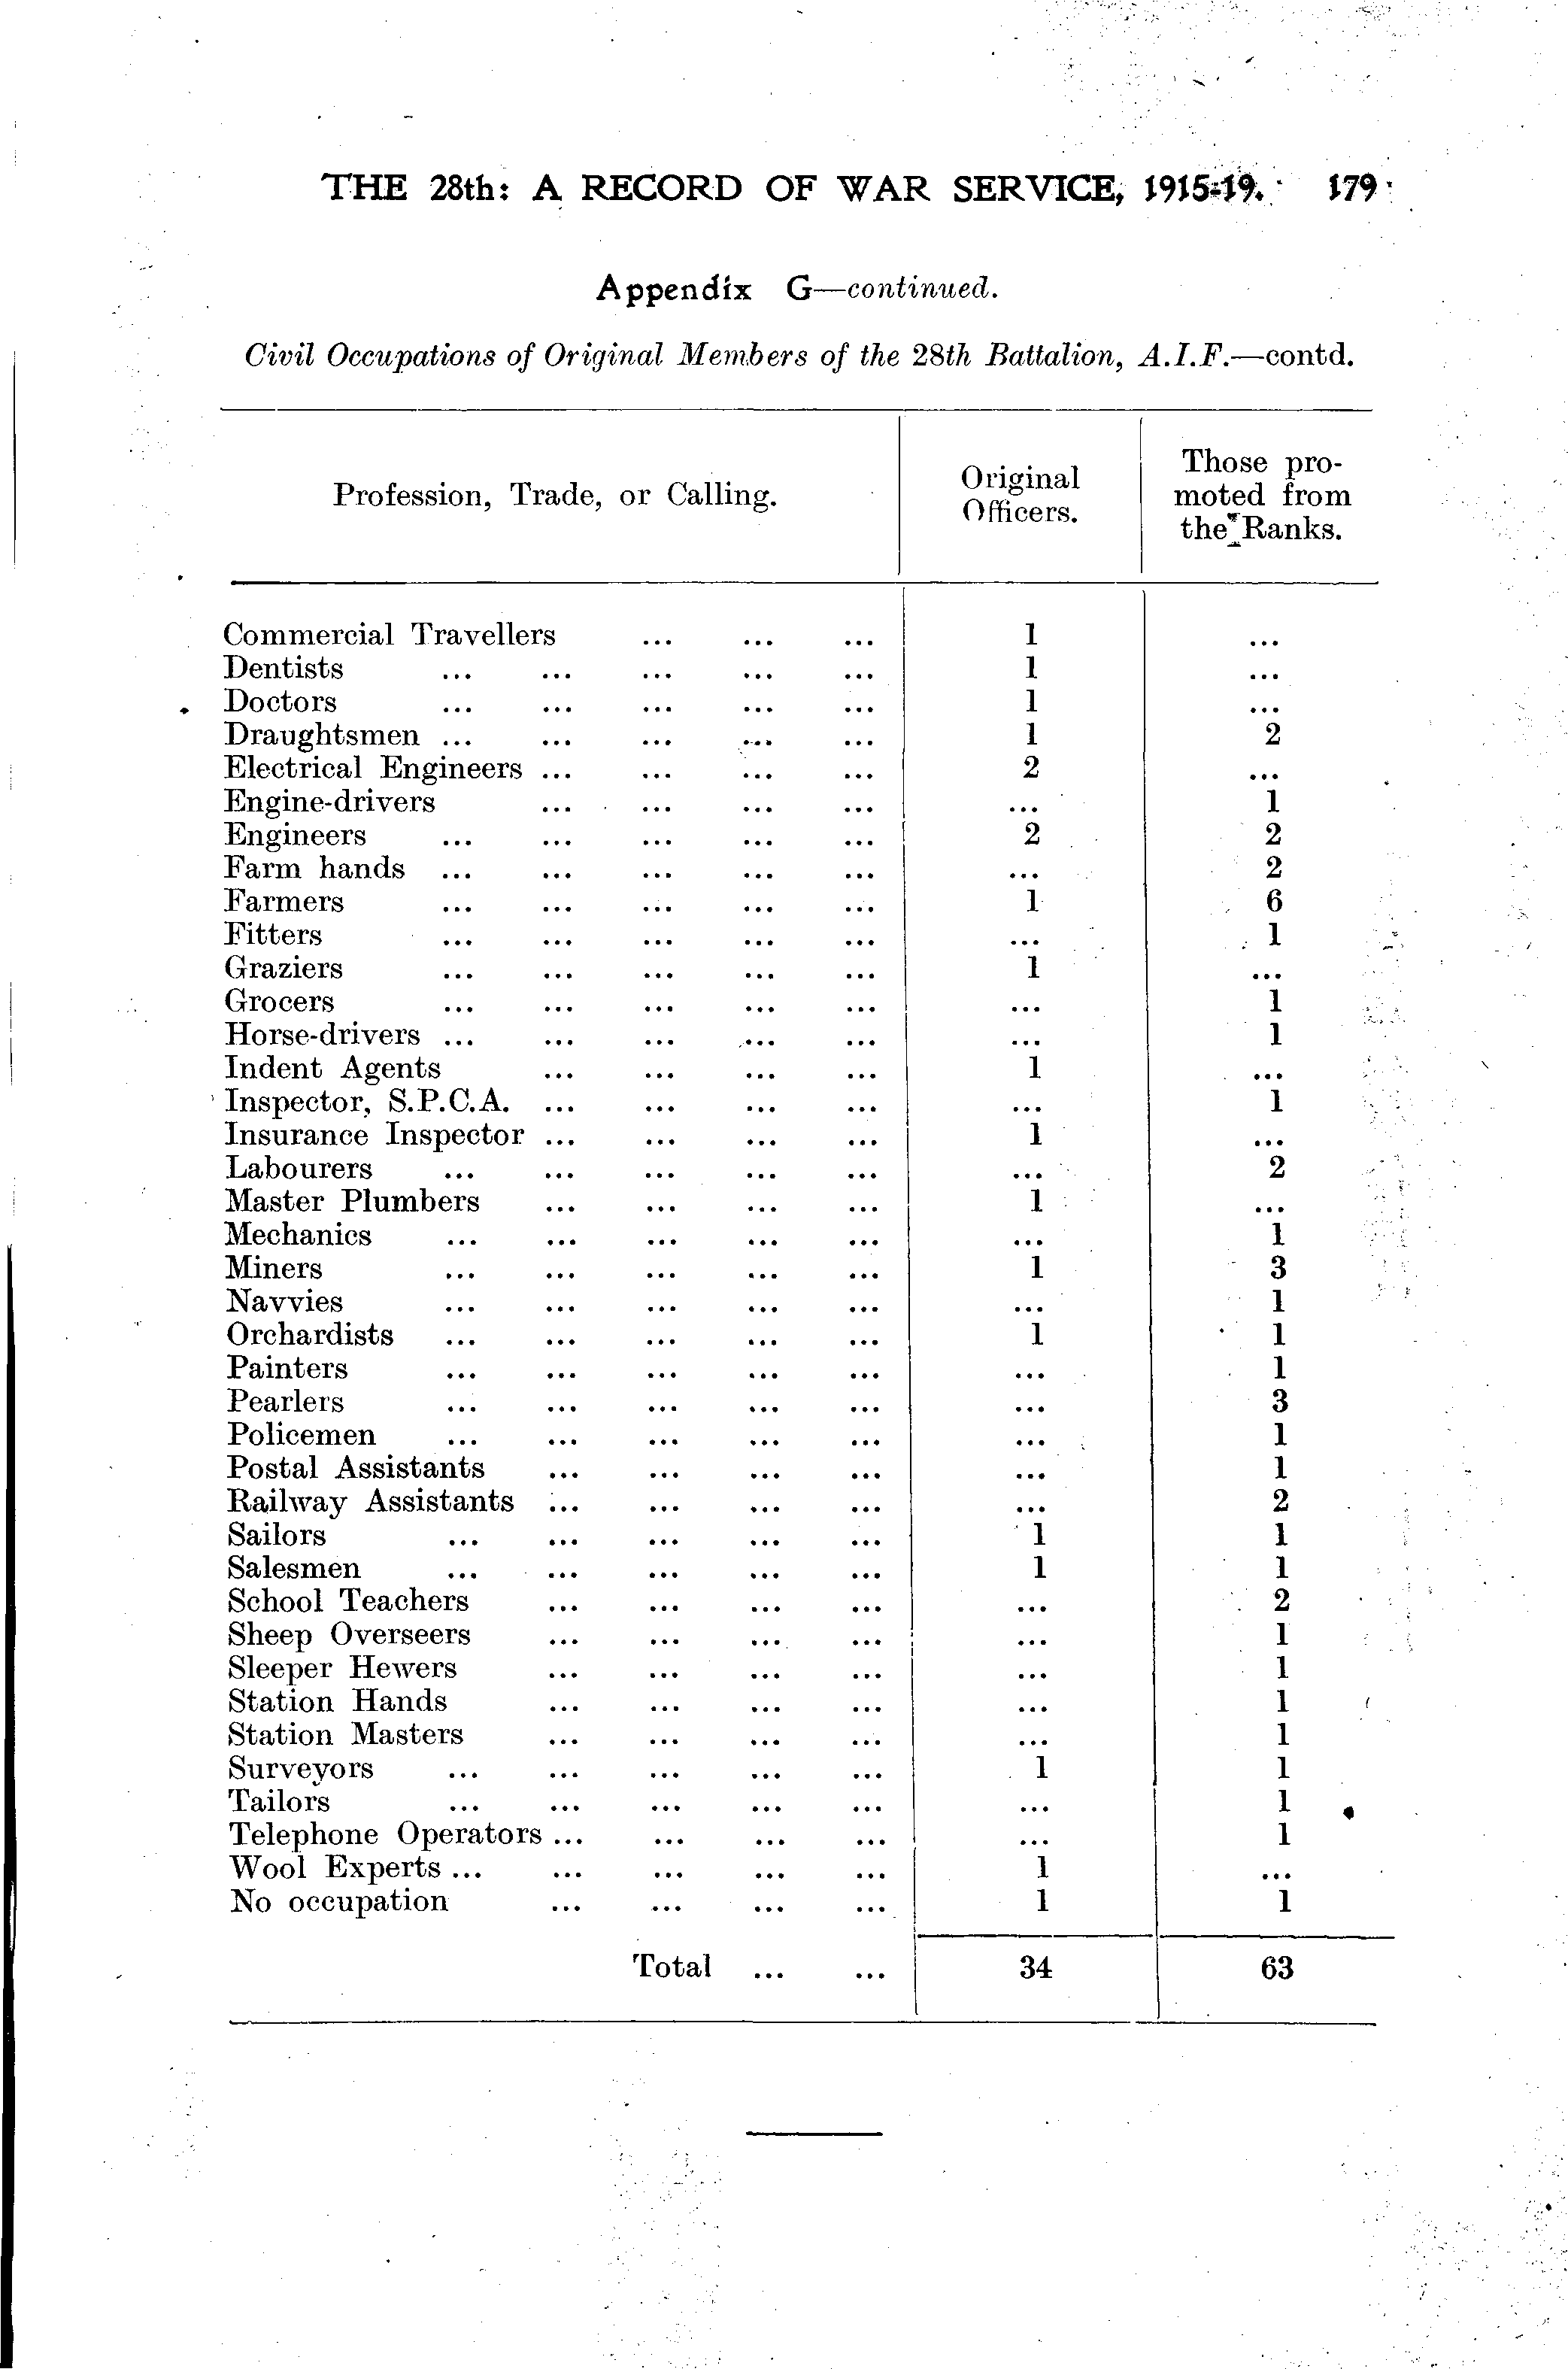 THE 28th: A RECORD OF WAR SERVICE, 1915-19. 179
Appendix G—continued.
Civil Occupations of Original Members of the 28th Battalion, A.I.F.—contd.
Profession, Trade, or Calling. Original Officers. Those pro-moted from the Ranks.
Commercial Travellers ... ... ... 1 ...
Dentists ... ... ... ... ... 1 ...
Doctors ... ... ... ... ... 1 ...
Draughtsmen ... ... ... ... ... 1 2
Electrical Engineers ... ... ... ... 2 ...
Engine-drivers ... ... ... ... ... 1
Engineers ... ... ... ... ... 2 2
Farm hands ... ... ... ... ... ... 2
Farmers ... ... ... ... ... 1 6
Fitters ... ... ... ... ... ... 1
Graziers ... ... ... ... ... 1 ...
Grocers ... ... ... ... ... ... 1
Horse-drivers ... ... ... ... ... ... 1
Indent Agents ... ... ... ... 1 ...
Inspector, S.P.C.A. ... ... ... ... ... 1
Insurance Inspector ... ... ... ... 1 ...
Labourers ... ... ... ... ... ... 2
Master Plumbers ... ... ... ... 1 ...
Mechanics ... ... ... ... ... ... 1
Miners ... ... ... ... ... 1 3
Navvies ... ... ... ... ... ... 1
Orchardists ... ... ... ... ... 1 1
Painters ... ... ... ... ... ... 1
Pearlers ... ... ... ... ... ... 3
Policemen ... ... ... ... ... ... 1
Postal Assistants ... ... ... ... ... 1
Railway Assistants ... ... ... ... ... 2
Sailors ... ... ... ... ... 1 1
Salesmen ... ... ... ... ... 1 1
School Teachers ... ... ... ... ... 2
Sheep Overseers ... ... ... ... ... 1
Sleeper Hewers ... ... ... ... ... 1
Station Hands ... ... ... ... ... 1
Station Masters ... ... ... ... ... 1
Surveyors ... ... ... ... ... 1 1
Tailors ... ... ... ... ... ... 1
Telephone Operators ... ... ... ... ... 1
Wool Experts ... ... ... ... ... 1 ...
No occupation ... ... ... ... 1 1
Total ... ... 34 63